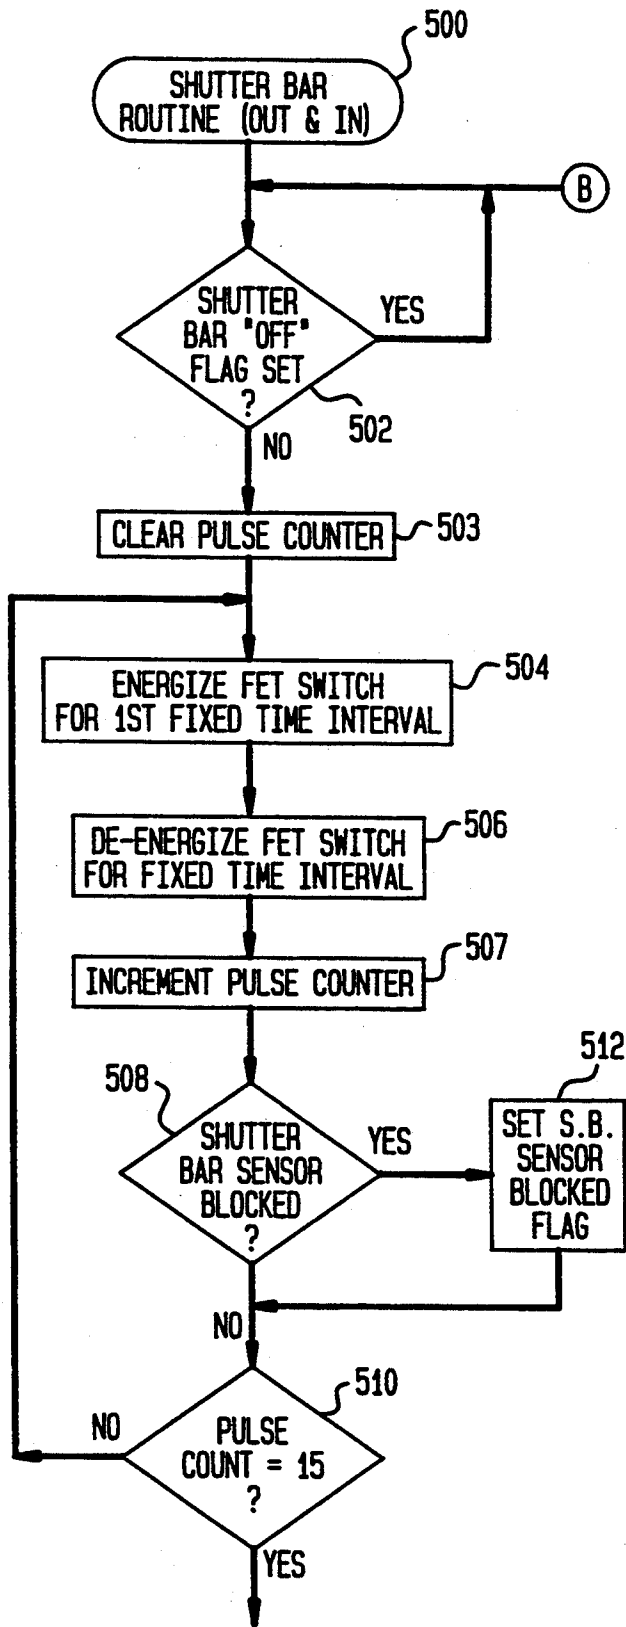 500
SHUTTER BAR
ROUTINE (OUT & IN)
B
SHUTTER
BAR "OFF"
FLAG SET
?
YES
502
NO
CLEAR PULSE COUNTER
503
504
ENERGIZE FET SWITCH
FOR 1ST FIXED TIME INTERVAL
506
DE-ENERGIZE FET SWITCH
FOR FIXED TIME INTERVAL
507
INCREMENT PULSE COUNTER
508
SHUTTER
BAR SENSOR
BLOCKED
?
YES
512
SET S.B.
SENSOR
BLOCKED
FLAG
NO
510
PULSE
COUNT = 15
?
NO
YES